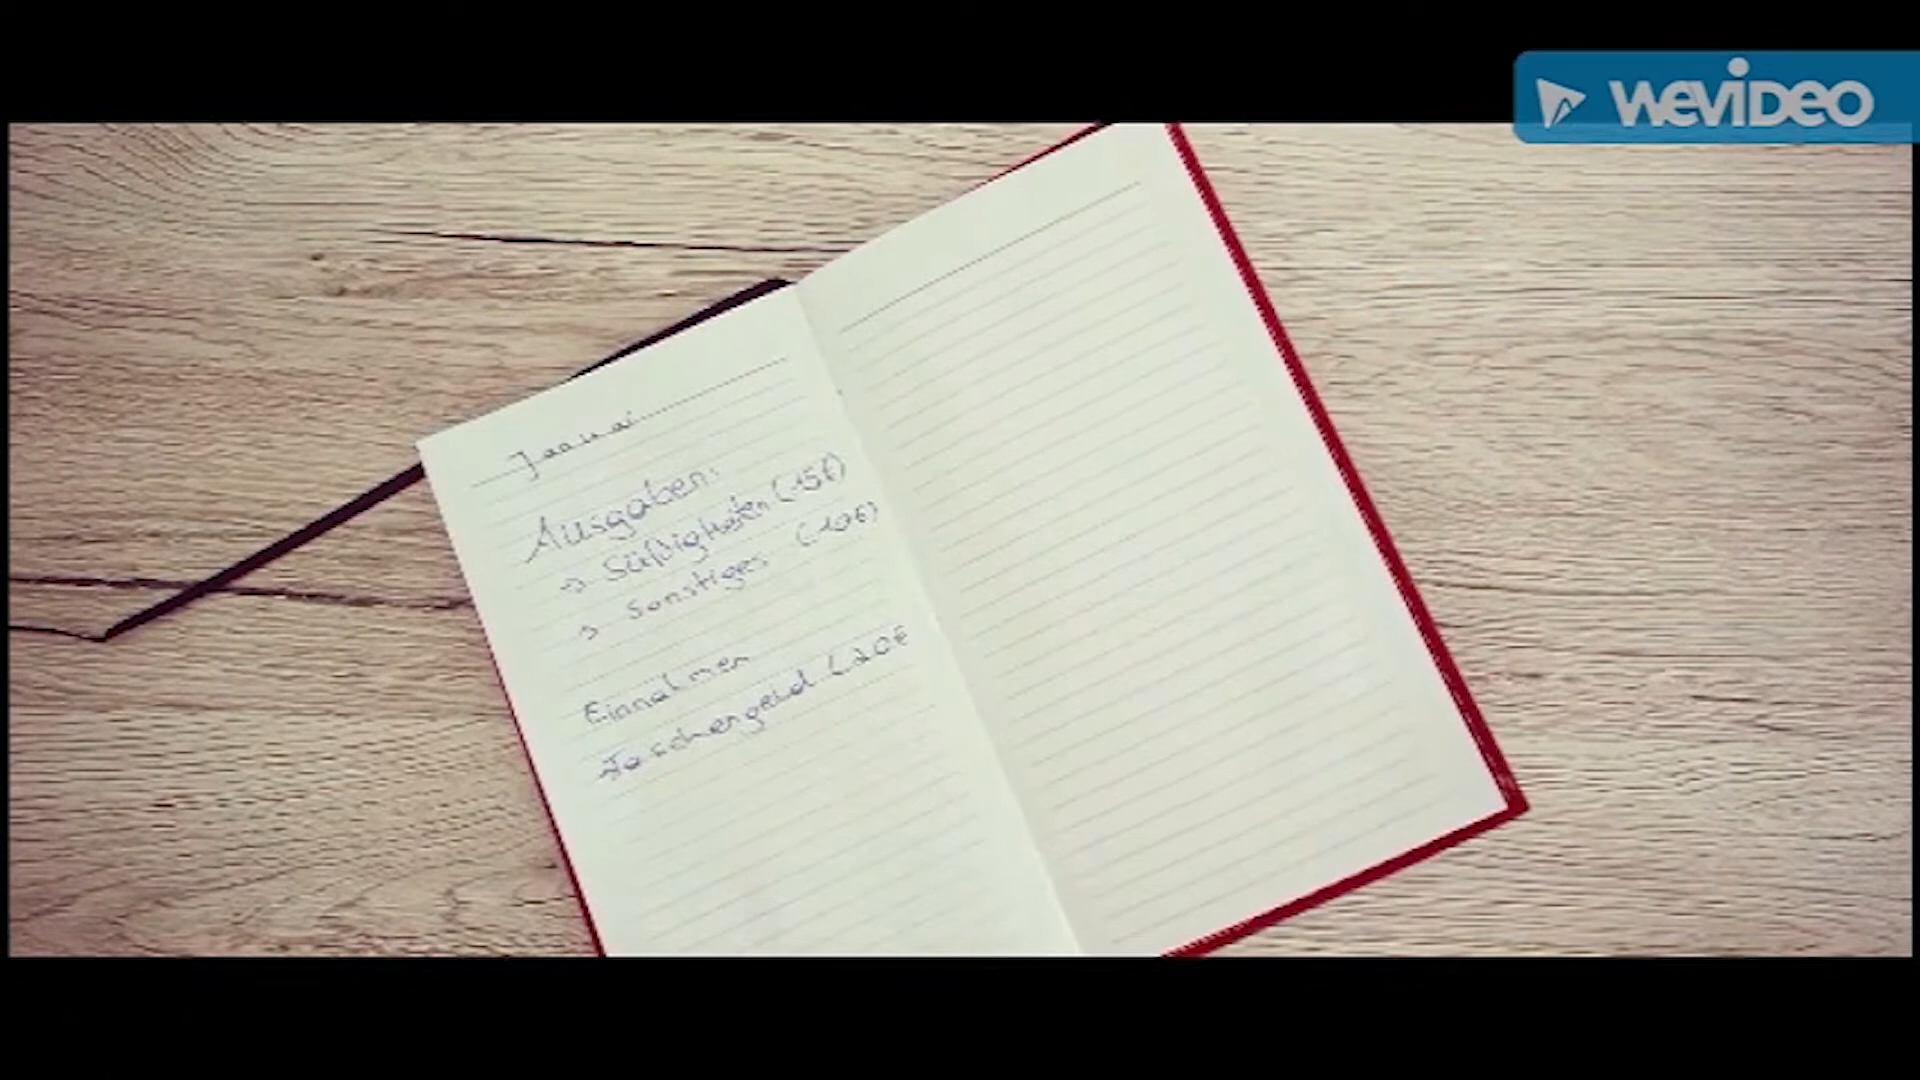 WEVIDEO
Januar
Ausgaben:
→ Süßigkeiten (15€)
→ Sonstiges (10€)
Einnahmen
Taschengeld (20€